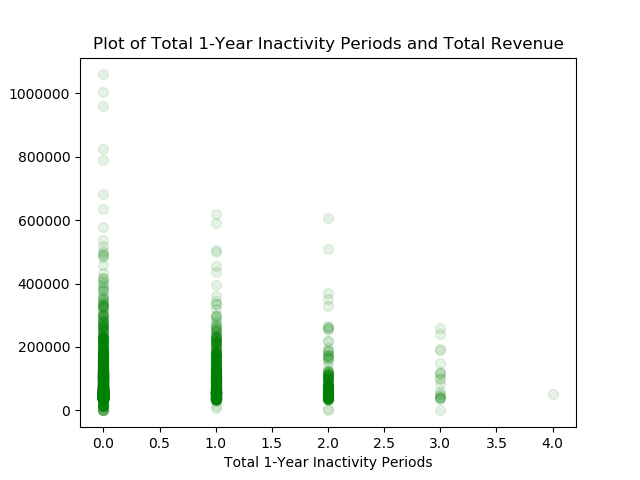 Plot of Total 1-Year Inactivity Periods and Total Revenue
1000000
800000
600000
400000
200000
0
0.0 0.5 1.0 1.5 2.0 2.5 3.0 3.5 4.0
Total 1-Year Inactivity Periods